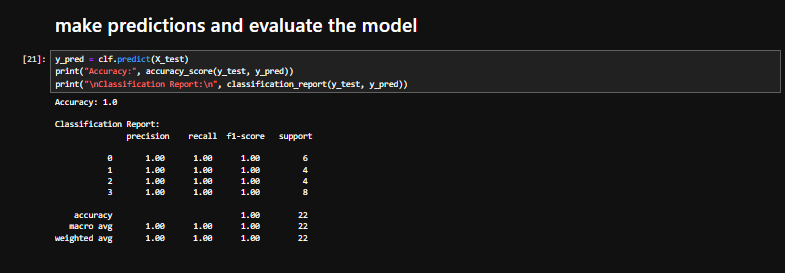 make predictions and evaluate the model
[21]: y_pred = clf.predict(X_test)
print("Accuracy:", accuracy_score(y_test, y_pred))
print("\nClassification Report:\n", classification_report(y_test, y_pred))
Accuracy: 1.0
Classification Report:
precision recall f1-score support
0 1.00 1.00 1.00 6
1 1.00 1.00 1.00 4
2 1.00 1.00 1.00 4
3 1.00 1.00 1.00 8
accuracy 1.00 22
macro avg 1.00 1.00 1.00 22
weighted avg 1.00 1.00 1.00 22